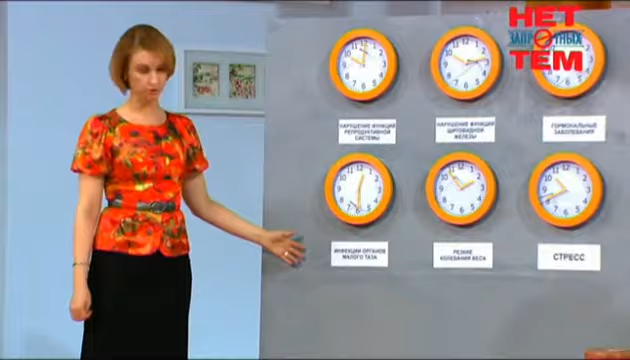 НЕТ
ЗАПРЕТНЫХ
ТЕМ
НАРУШЕНИЕ ФУНКЦИЙ
РЕПРОДУКТИВНОЙ
СИСТЕМЫ
НАРУШЕНИЕ ФУНКЦИИ
ЩИТОВИДНОЙ
ЖЕЛЕЗЫ
ГОРМОНАЛЬНЫЕ
ЗАБОЛЕВАНИЯ
ИНФЕКЦИИ ОРГАНОВ
МАЛОГО ТАЗА
РЕЗКИЕ
КОЛЕБАНИЯ ВЕСА
СТРЕСС